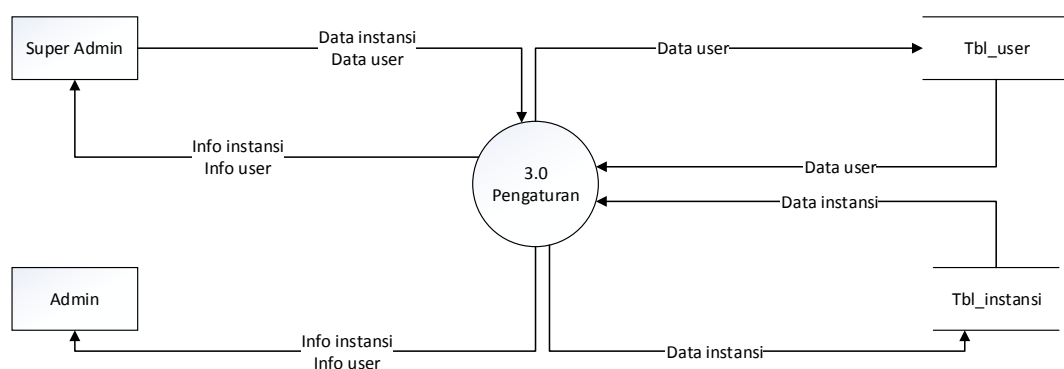 Super Admin
Data instansi
Data user
Data user
Tbl_user
Info instansi
Info user
3.0
Pengaturan
Data user
Data instansi
Admin
Tbl_instansi
Info instansi
Info user
Data instansi